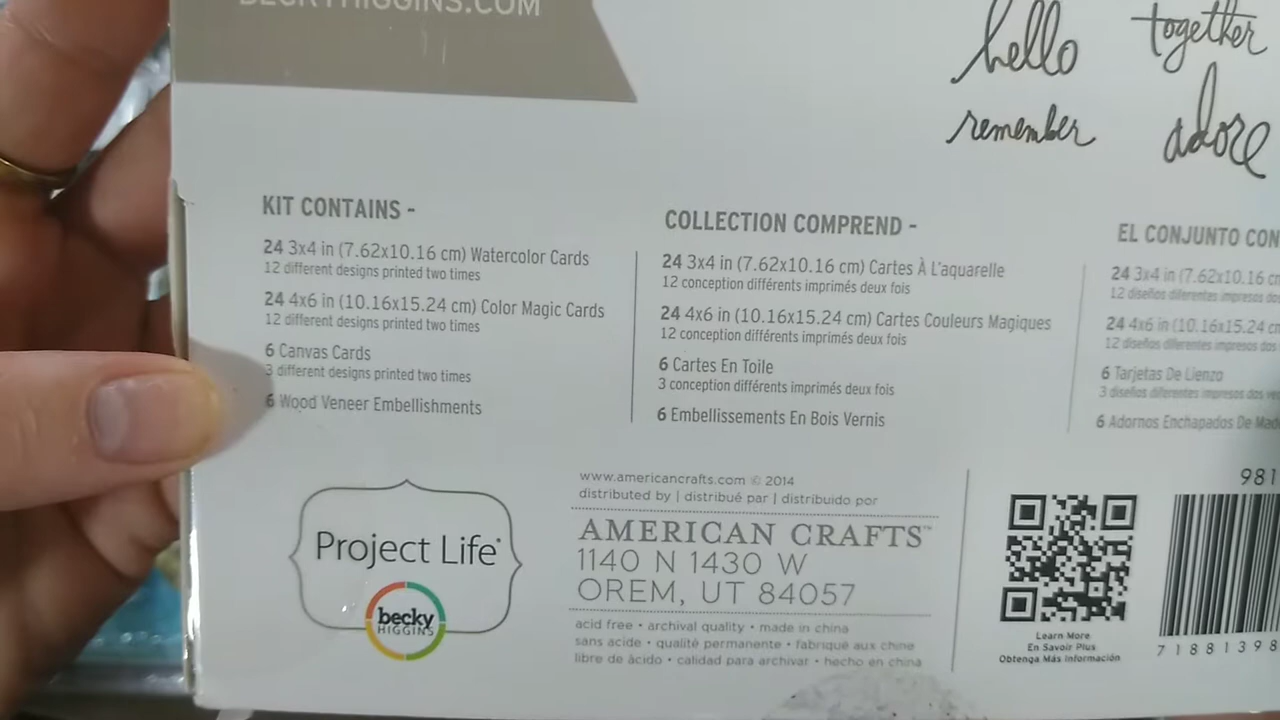 BECKYHIGGINS.COM
hello
together
remember
adore
KIT CONTAINS -
24 3x4 in (7.62x10.16 cm) Watercolor Cards
12 different designs printed two times
24 4x6 in (10.16x15.24 cm) Color Magic Cards
12 different designs printed two times
6 Canvas Cards
3 different designs printed two times
6 Wood Veneer Embellishments
COLLECTION COMPREND -
24 3x4 in (7.62x10.16 cm) Cartes À L'aquarelle
12 conception différents imprimés deux fois
24 4x6 in (10.16x15.24 cm) Cartes Couleurs Magiques
12 conception différents imprimés deux fois
6 Cartes En Toile
3 conception différents imprimés deux fois
6 Embellissements En Bois Vernis
EL CONJUNTO CON
24 3x4 in (7.62x10.16 cm
12 diseños diferentes impresos dos
24 4x6 in (10.16x15.24 cm
12 diseños diferentes impresos dos
6 Tarjetas De Lienzo
3 diseños diferentes impresos dos ve
6 Adornos Enchapados De Mad
Project Life®
becky
HIGGINS
www.americancrafts.com © 2014
distributed by | distribué par | distribuido por
AMERICAN CRAFTS™
1140 N 1430 W
OREM, UT 84057
acid free • archival quality • made in china
sans acide • qualité permanente • fabriqué aux chine
libre de ácido • calidad para archivar • hecho en china
Learn More
En Savoir Plus
Obtenga Más Información
981
7 1881398